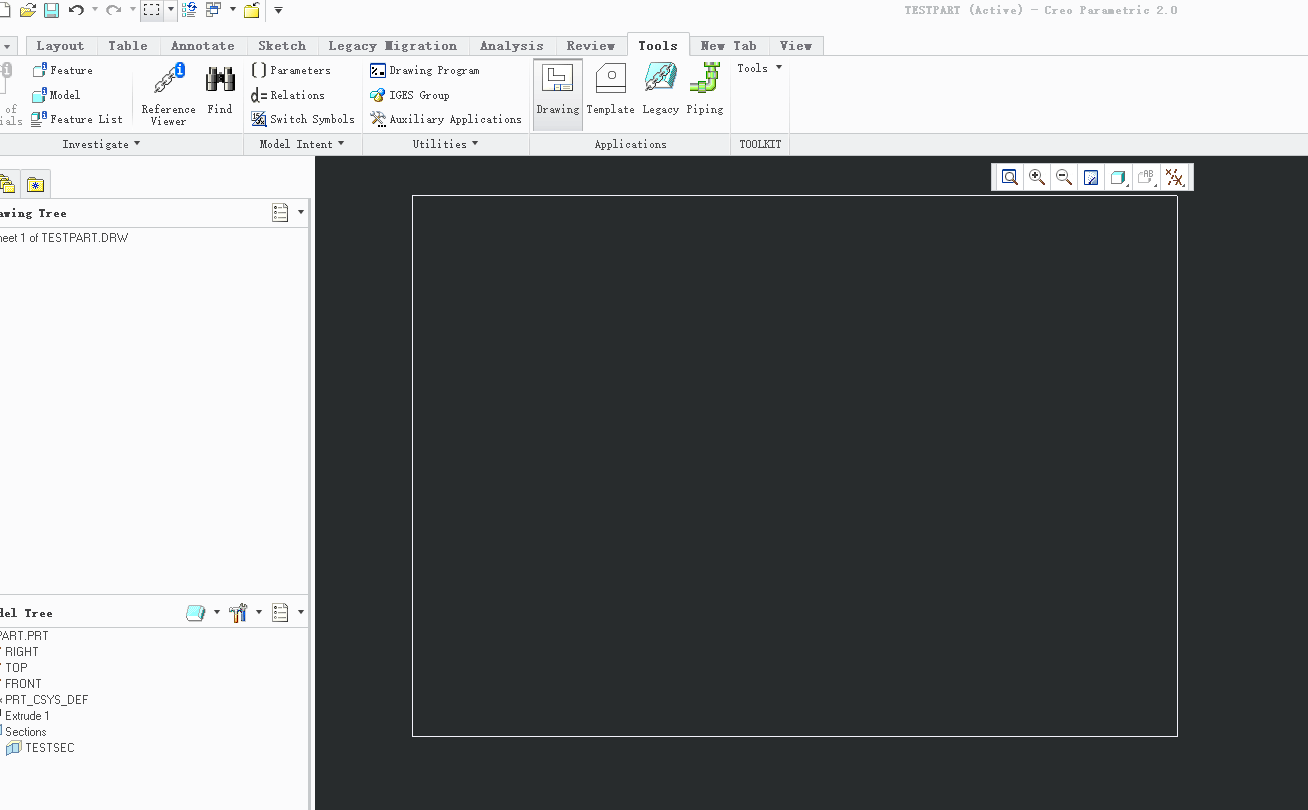 TESTPART (Active) - Creo Parametric 2.0
Layout Table Annotate Sketch Legacy Migration Analysis Review Tools New Tab View
Feature
Model
Feature List
Reference Viewer
Find
Parameters
Relations
Switch Symbols
Drawing Program
IGES Group
Auxiliary Applications
Drawing
Template
Legacy
Piping
Tools
of
Investigate
Model Intent
Utilities
Applications
TOOLKIT
awing Tree
heet 1 of TESTPART.DRW
del Tree
PART.PRT
RIGHT
TOP
FRONT
PRT_CSYS_DEF
Extrude 1
Sections
TESTSEC